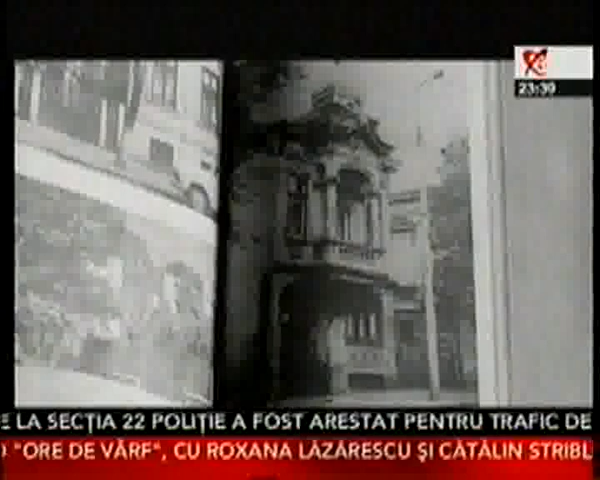 23:30
LA SECȚIA 22 POLIȚIE A FOST ARESTAT PENTRU TRAFIC DE
"ORE DE VÂRF", CU ROXANA LĂZĂRESCU ȘI CĂTĂLIN STRIBL